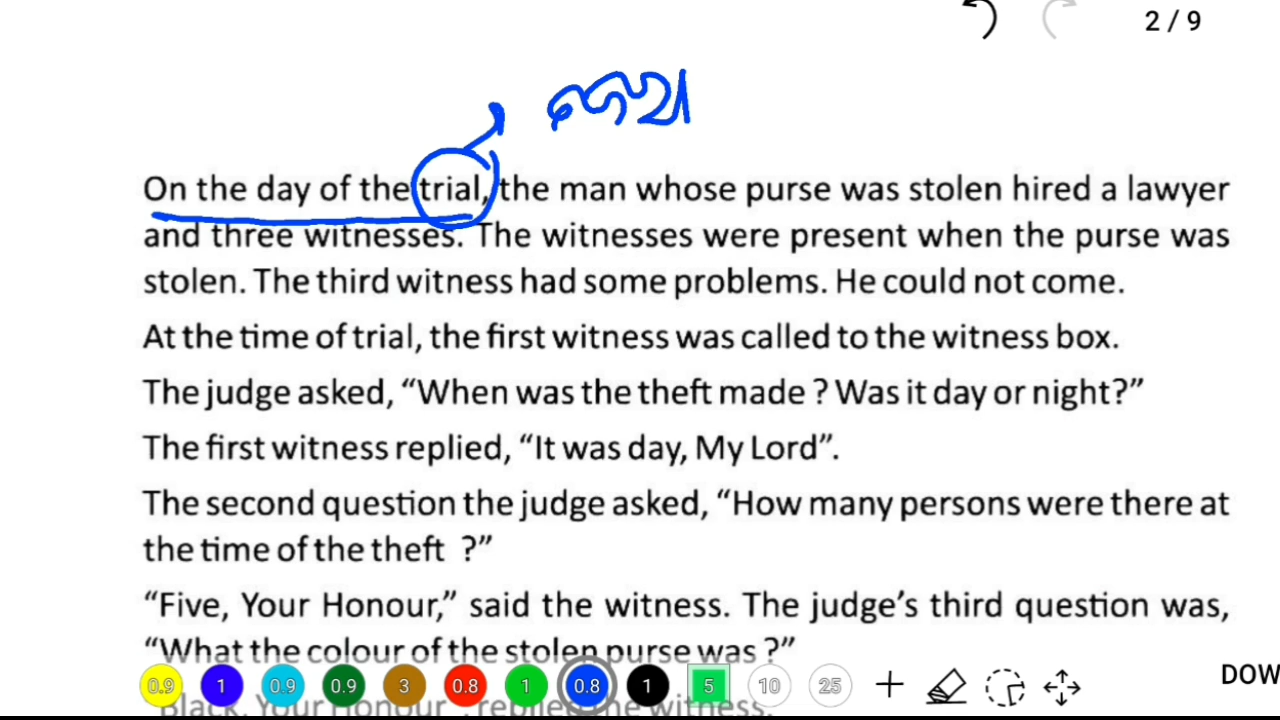 2 / 9
On the day of the trial, the man whose purse was stolen hired a lawyer
and three witnesses. The witnesses were present when the purse was
stolen. The third witness had some problems. He could not come.
At the time of trial, the first witness was called to the witness box.
The judge asked, “When was the theft made ? Was it day or night?”
The first witness replied, “It was day, My Lord”.
The second question the judge asked, “How many persons were there at
the time of the theft ?”
“Five, Your Honour,” said the witness. The judge’s third question was,
“What the colour of the stolen purse was ?”
0.9 1 0.9 0.9 3 0.8 1 0.8 1 5 10 25 DOW
Black, Your Honour”, replied the witness.